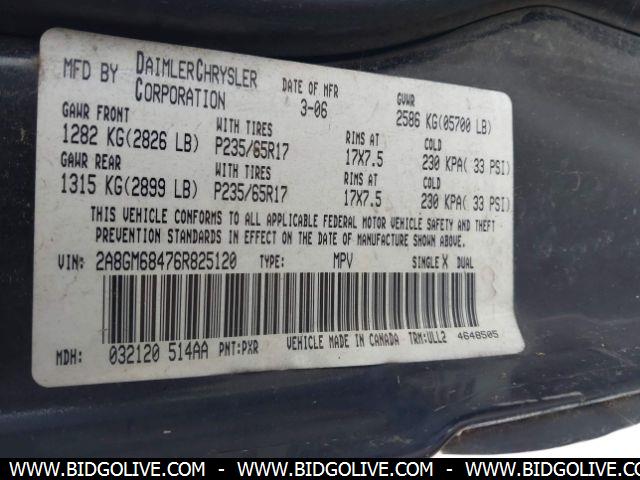 MFD BY DAIMLERCHRYSLER CORPORATION DATE OF MFR 3-06 GVWR 2586 KG(05700 LB)
GAWR FRONT WITH TIRES RIMS AT COLD
1282 KG(2826 LB) P235/65R17 17X7.5 230 KPA( 33 PSI)
GAWR REAR WITH TIRES RIMS AT COLD
1315 KG(2899 LB) P235/65R17 17X7.5 230 KPA( 33 PSI)
THIS VEHICLE CONFORMS TO ALL APPLICABLE FEDERAL MOTOR VEHICLE SAFETY AND THEFT
PREVENTION STANDARDS IN EFFECT ON THE DATE OF MANUFACTURE SHOWN ABOVE.
VIN: 2A8GM68476R825120 TYPE: MPV SINGLE X DUAL
MDH: 032120 514AA PNT:PXR VEHICLE MADE IN CANADA TRM:ULL2 4648505
WWW.BIDGOLIVE.COM - WWW.BIDGOLIVE.COM - WWW.BIDGOLIVE.COM